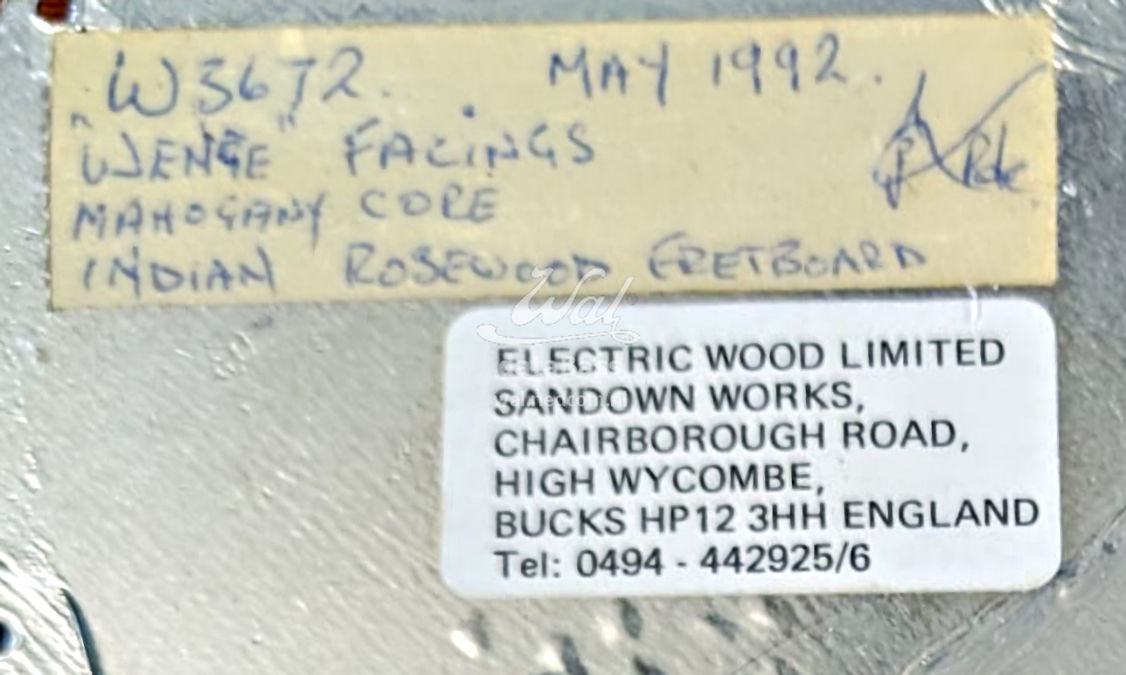 W3672. MAY 1992.
"WENGE" FACINGS
MAHOGANY CORE
INDIAN ROSEWOOD FRETBOARD
Wal
ELECTRIC WOOD LIMITED
SANDOWN WORKS,
CHAIRBOROUGH ROAD,
HIGH WYCOMBE,
BUCKS HP12 3HH ENGLAND
Tel: 0494 - 442925/6